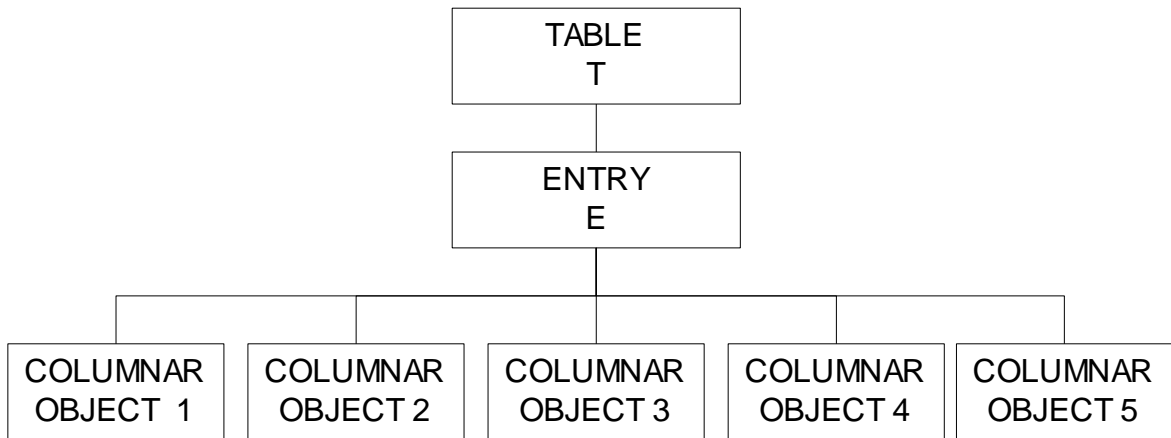 TABLE
T
ENTRY
E
COLUMNAR
OBJECT 1
COLUMNAR
OBJECT 2
COLUMNAR
OBJECT 3
COLUMNAR
OBJECT 4
COLUMNAR
OBJECT 5